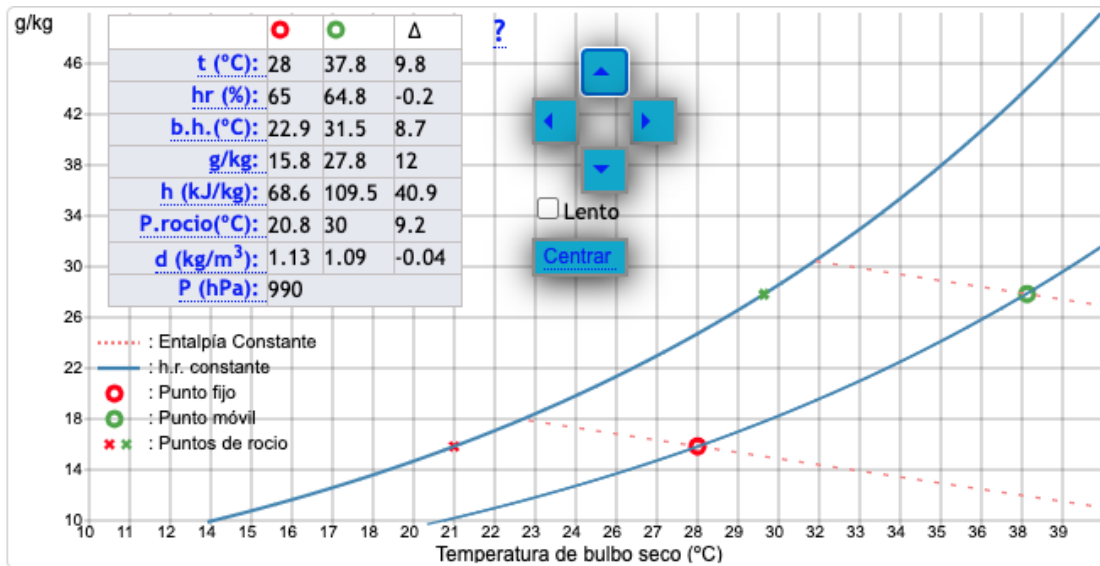 g/kg
Δ
?
t (ºC): 28 37.8 9.8
hr (%): 65 64.8 -0.2
b.h.(ºC): 22.9 31.5 8.7
g/kg: 15.8 27.8 12
h (kJ/kg): 68.6 109.5 40.9
P.rocio(ºC): 20.8 30 9.2
d (kg/m³): 1.13 1.09 -0.04
P (hPa): 990
Lento
Centrar
46
42
38
34
30
26
22
18
14
10
: Entalpía Constante
: h.r. constante
: Punto fijo
: Punto móvil
: Puntos de rocio
10 11 12 13 14 16 17 18 19 20 21 22 23 24 25 26 27 28 29 30 32 33 34 35 36 38 39
Temperatura de bulbo seco (ºC)